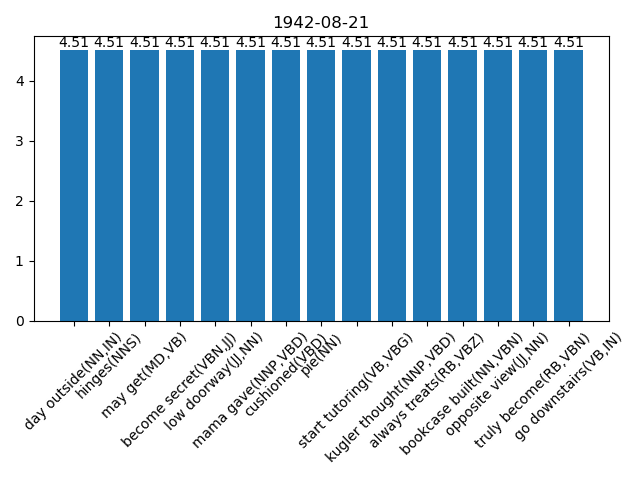 1942-08-21
4.51 4.51 4.51 4.51 4.51 4.51 4.51 4.51 4.51 4.51 4.51 4.51 4.51 4.51 4.51
4
3
2
1
0
day outside(NN,IN)
hinges(NNS)
may get(MD,VB)
become secret(VBN,JJ)
low doorway(JJ,NN)
mama gave(NNP,VBD)
cushioned(VBD)
pie(NN)
start tutoring(VB,VBG)
kugler thought(NNP,VBD)
always treats(RB,VBZ)
bookcase built(NN,VBN)
opposite view(JJ,NN)
truly become(RB,VBN)
go downstairs(VB,IN)